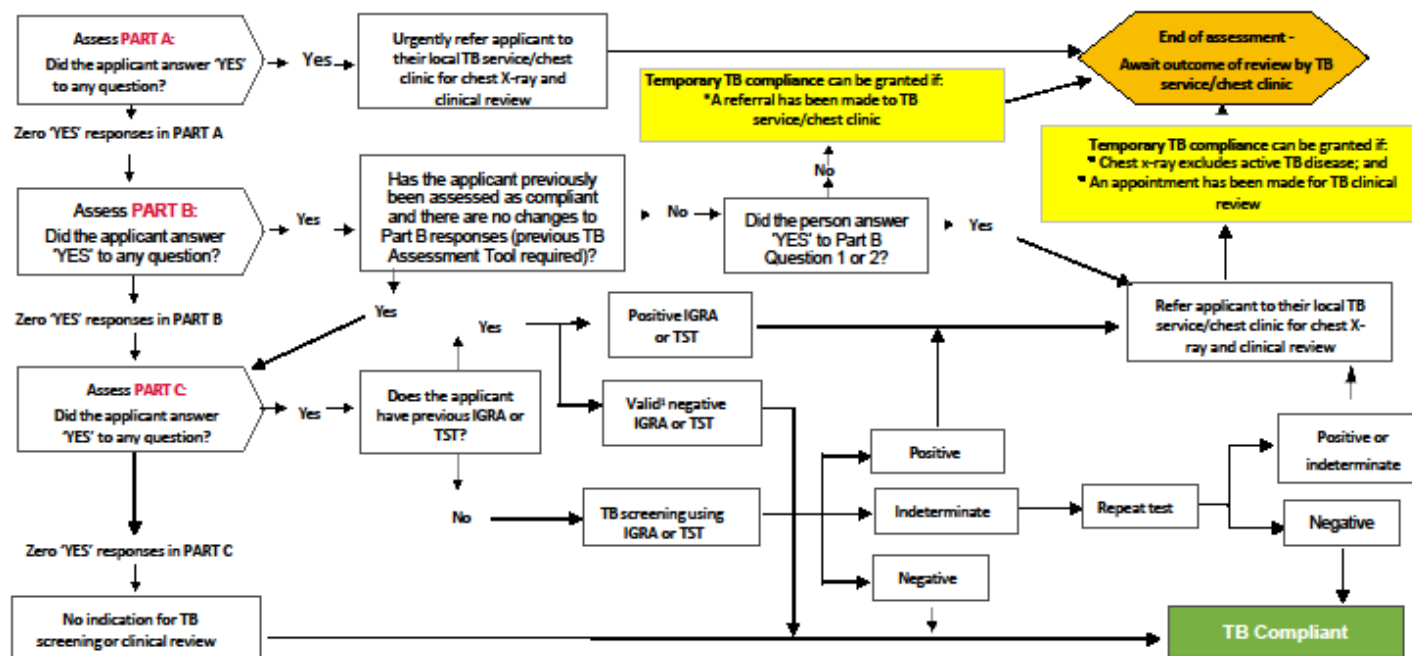 Assess PART A:
Did the applicant answer ‘YES’
to any question?
Yes
Urgently refer applicant to
their local TB service/chest
clinic for chest X-ray and
clinical review
End of assessment -
Await outcome of review by TB
service/chest clinic
Temporary TB compliance can be granted if:
*A referral has been made to TB
service/chest clinic
Zero ‘YES’ responses in PART A
Temporary TB compliance can be granted if:
* Chest x-ray excludes active TB disease; and
* An appointment has been made for TB clinical
review
No
Assess PART B:
Did the applicant answer
‘YES’ to any question?
Yes
Has the applicant previously
been assessed as compliant
and there are no changes to
Part B responses (previous TB
Assessment Tool required)?
No
Did the person answer
‘YES’ to Part B
Question 1 or 2?
Yes
Zero ‘YES’ responses in PART B
Yes
Yes
Positive IGRA
or TST
Refer applicant to their local TB
service/chest clinic for chest X-
ray and clinical review
Assess PART C:
Did the applicant answer
‘YES’ to any question?
Yes
Does the applicant
have previous IGRA or
TST?
Valid¹ negative
IGRA or TST
Positive
Positive or
indeterminate
No
TB screening using
IGRA or TST
Indeterminate
Repeat test
Negative
Zero ‘YES’ responses in PART C
Negative
No indication for TB
screening or clinical review
TB Compliant